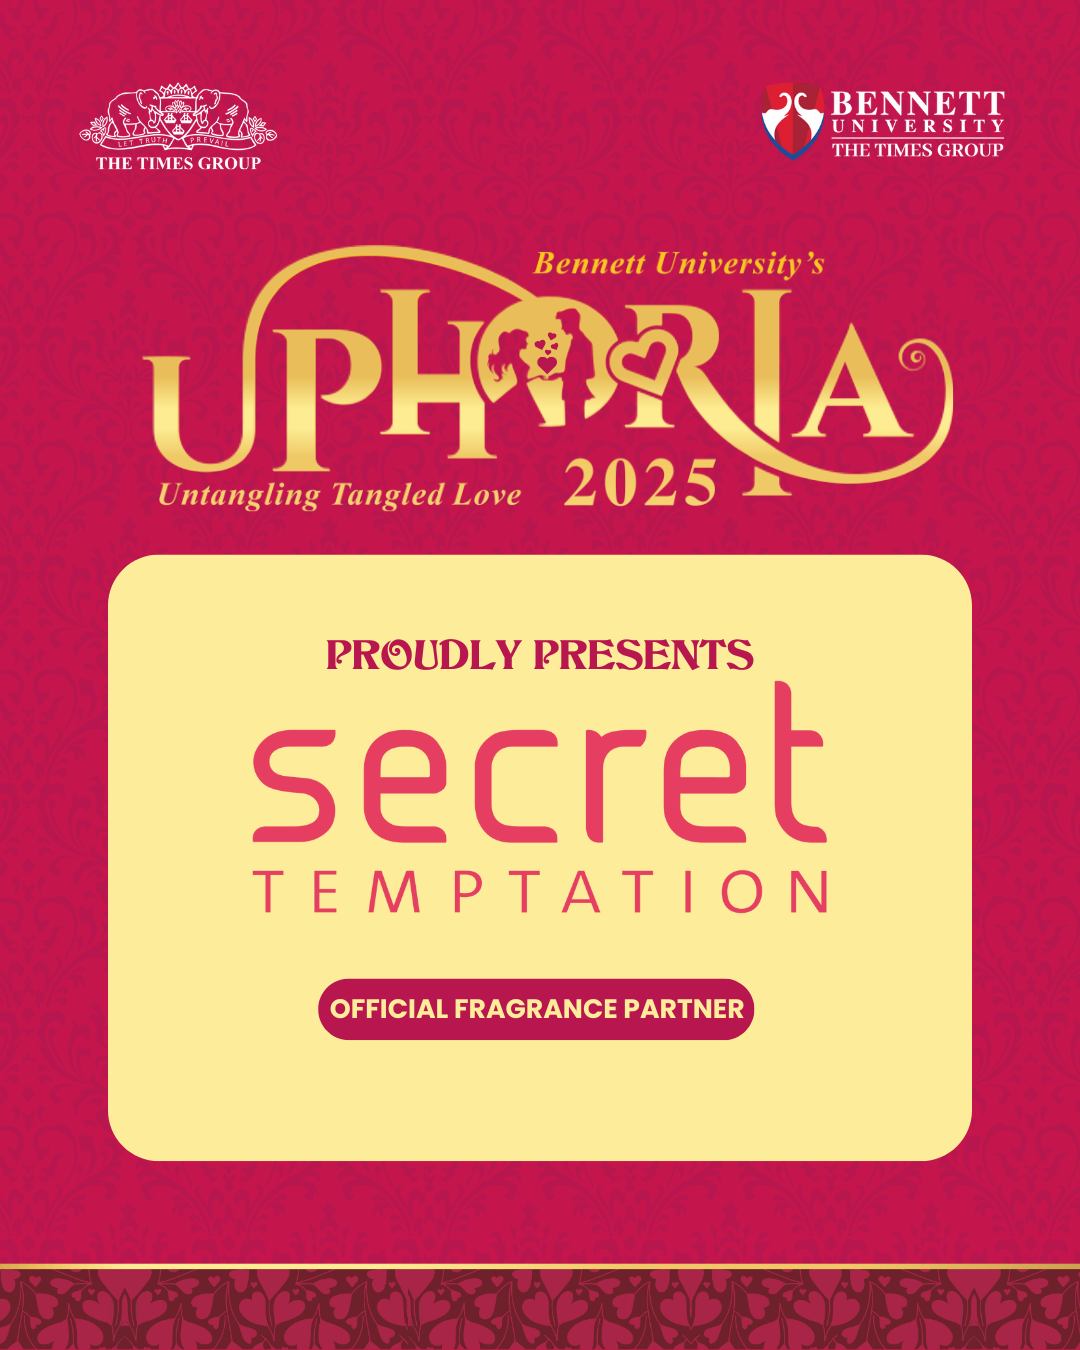 LET TRUTH PREVAIL
THE TIMES GROUP
BENNETT
UNIVERSITY
THE TIMES GROUP
Bennett University’s
UPHORIA
Untangling Tangled Love
2025
PROUDLY PRESENTS
secret
TEMPTATION
OFFICIAL FRAGRANCE PARTNER